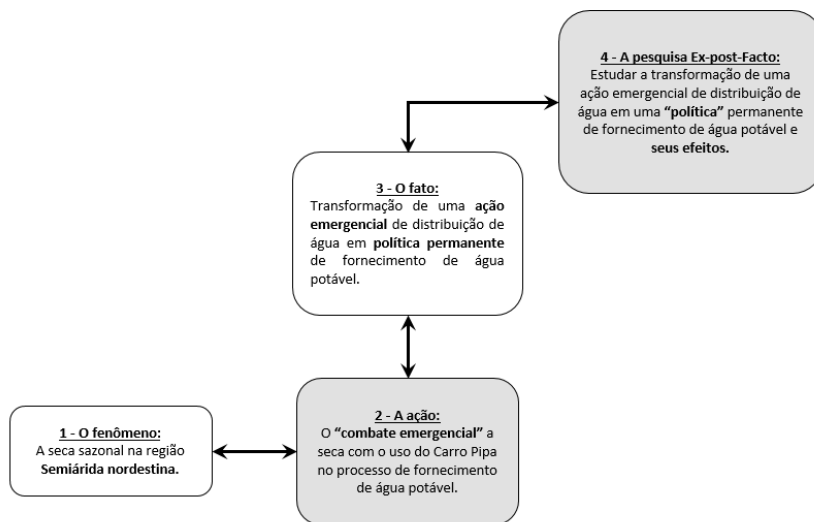 1 - O fenômeno:
A seca sazonal na região
Semiárida nordestina.
2 - A ação:
O “combate emergencial” a
seca com o uso do Carro Pipa
no processo de fornecimento
de água potável.
3 - O fato:
Transformação de uma ação
emergencial de distribuição de
água em política permanente
de fornecimento de água
potável.
4 - A pesquisa Ex-post-Facto:
Estudar a transformação de uma
ação emergencial de distribuição de
água em uma “política” permanente
de fornecimento de água potável e
seus efeitos.